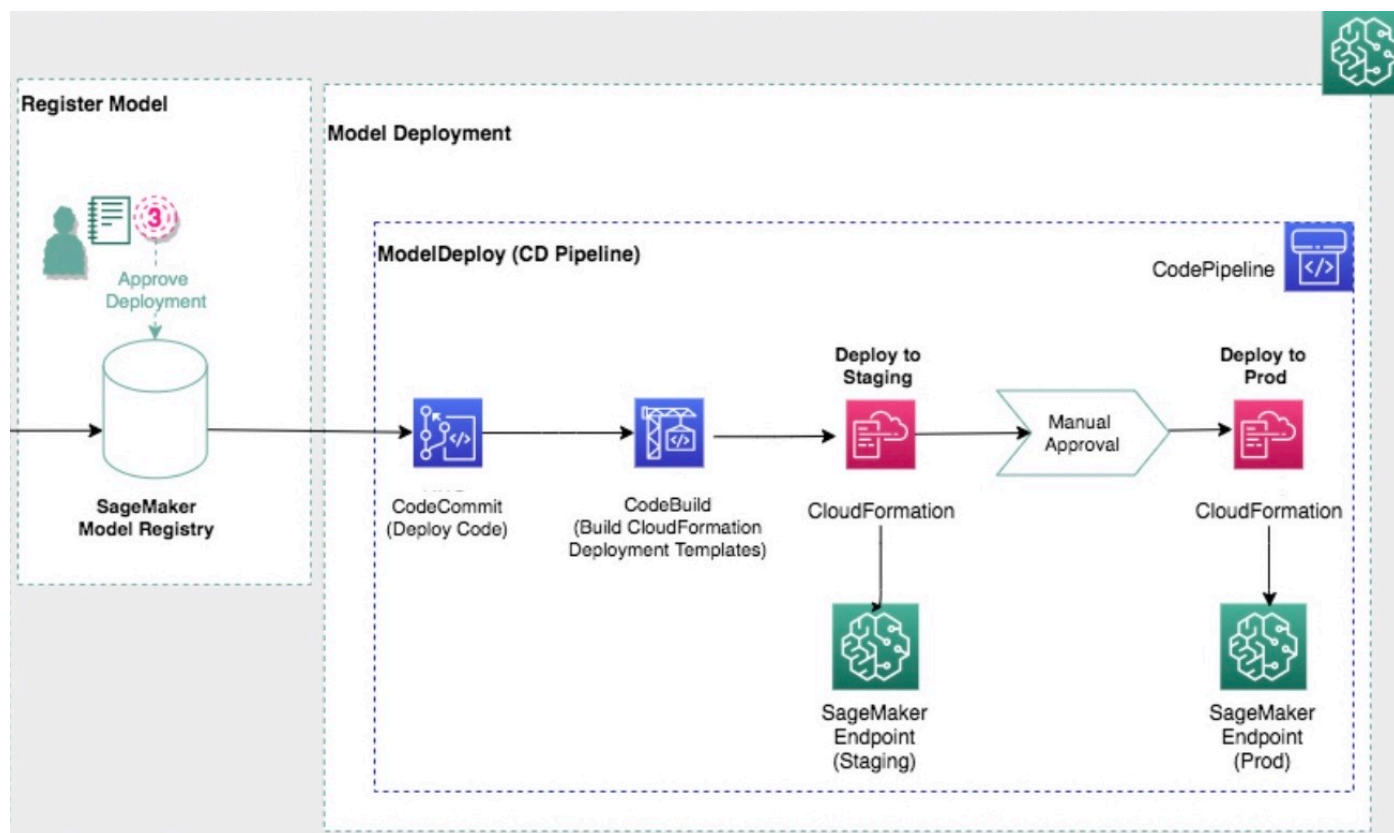 Register Model
3
Approve
Deployment
SageMaker
Model Registry
Model Deployment
ModelDeploy (CD Pipeline)
CodePipeline
</>
CodeCommit
(Deploy Code)
</>
CodeBuild
(Build CloudFormation
Deployment Templates)
</>
Deploy to
Staging
CloudFormation
SageMaker
Endpoint
(Staging)
Manual
Approval
Deploy to
Prod
CloudFormation
SageMaker
Endpoint
(Prod)